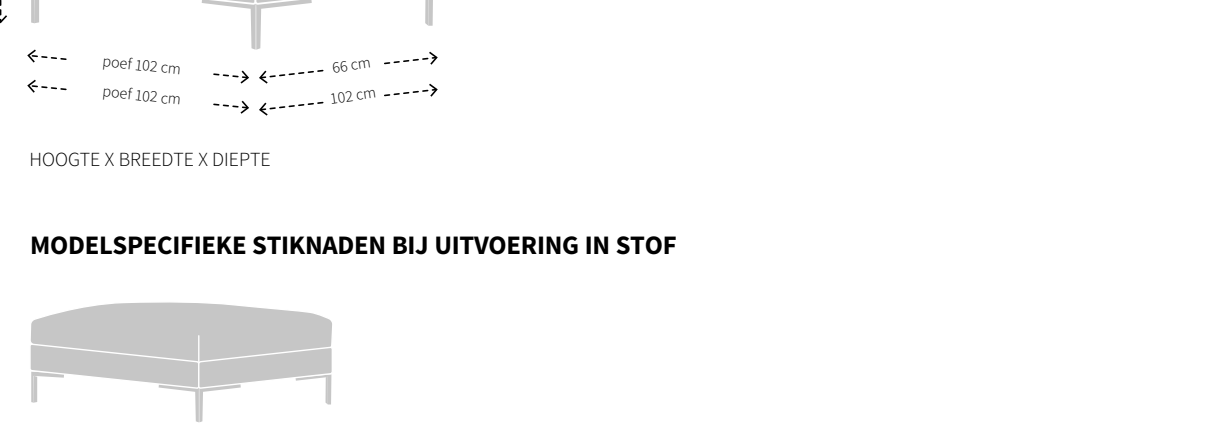 poef 102 cm 66 cm
poef 102 cm 102 cm
HOOGTE X BREEDTE X DIEPTE
MODELSPECIFIEKE STIKNADEN BIJ UITVOERING IN STOF